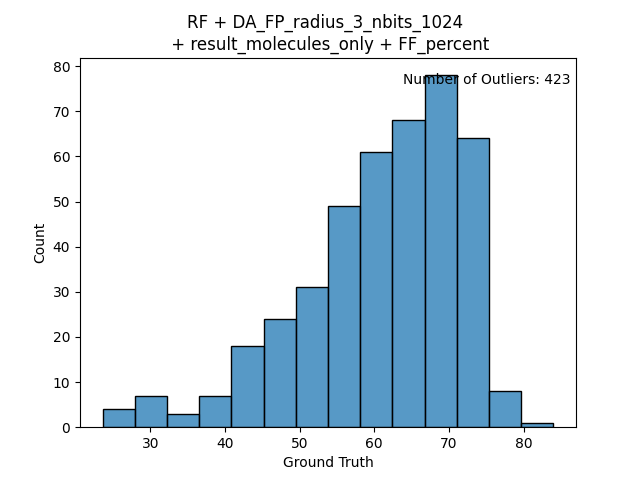 RF + DA_FP_radius_3_nbits_1024
+ result_molecules_only + FF_percent
Number of Outliers: 423
80
70
60
50
40
30
20
10
0
Count
30 40 50 60 70 80
Ground Truth